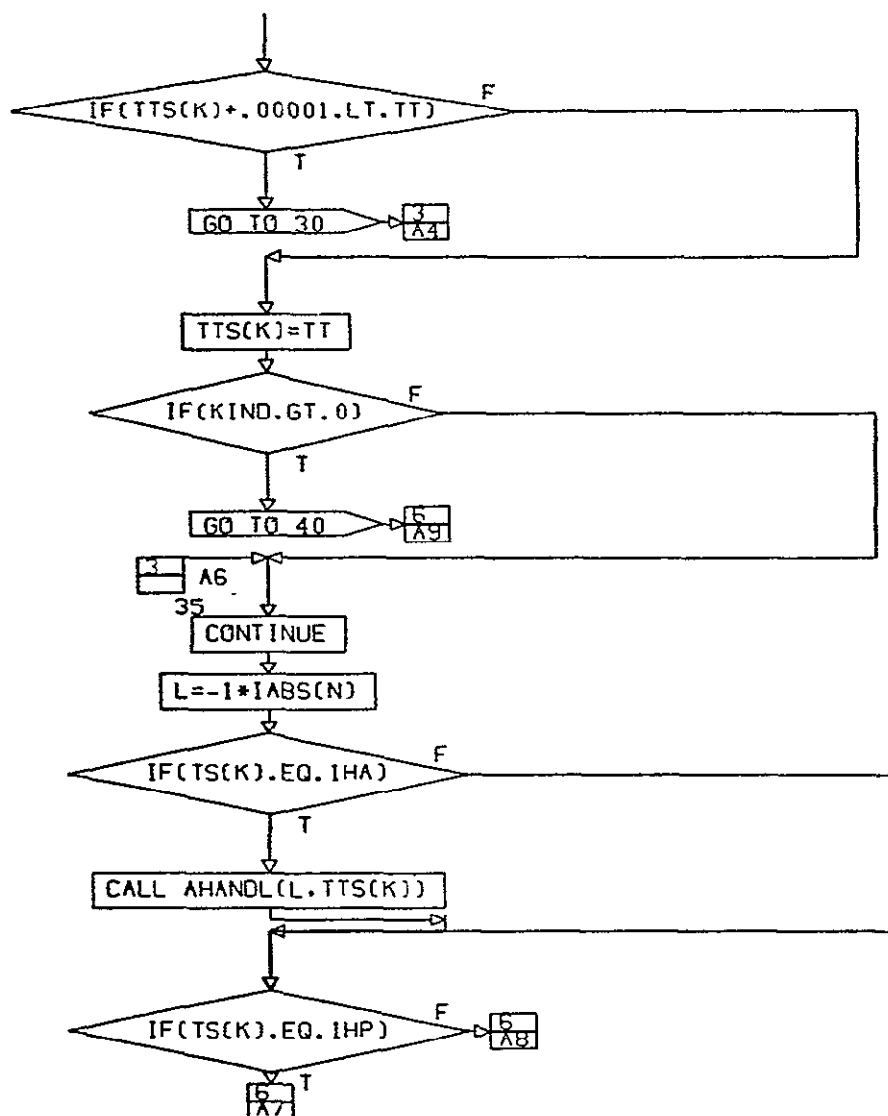 IF(TTS(K)+.00001.LT.TT)
F
T
GO TO 30
3
A4
TTS(K)=TT
IF(KIND.GT.0)
F
T
GO TO 40
6
A9
3
A6
35
CONTINUE
L=-1*IABS(N)
IF(TS(K).EQ.1HA)
F
T
CALL AHANDL(L.TTS(K))
IF(TS(K).EQ.1HP)
F
6
A8
T
6
A7